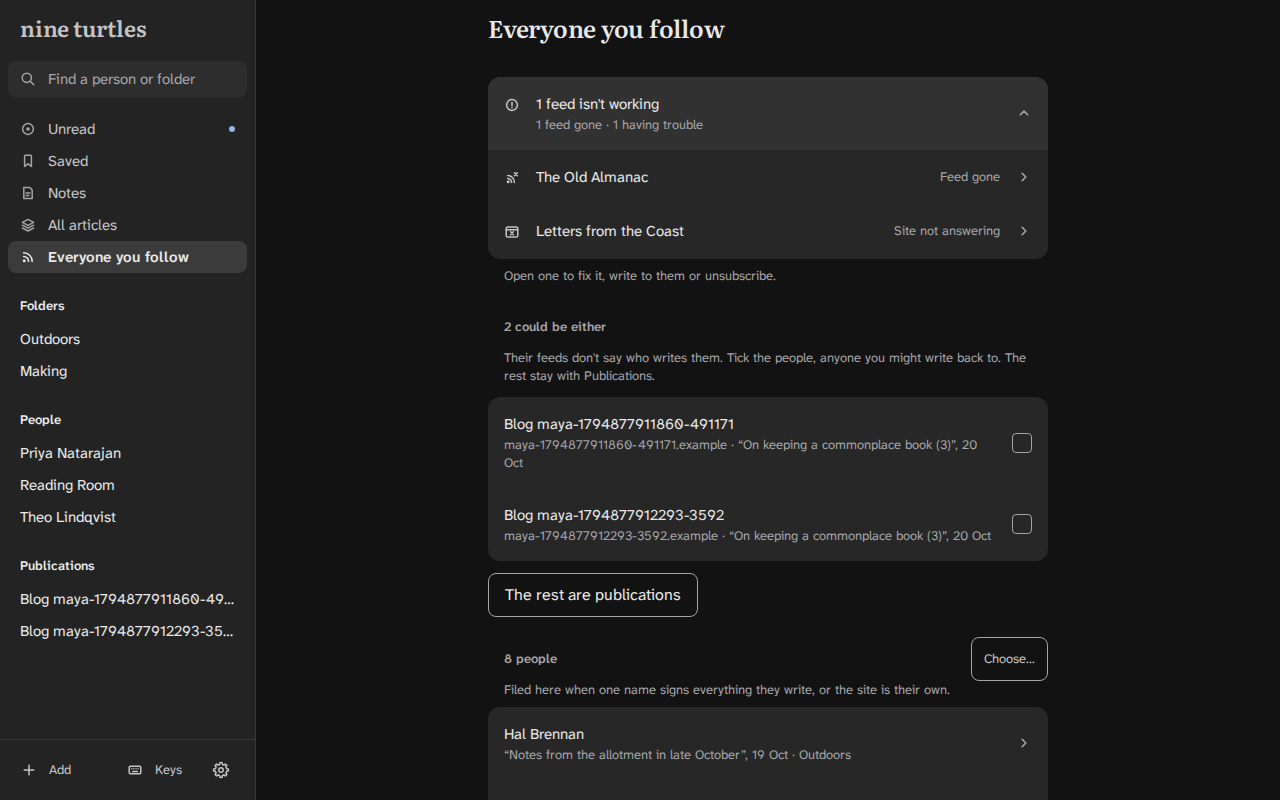 nine turtles
Find a person or folder
Unread
Saved
Notes
All articles
Everyone you follow
Folders
Outdoors
Making
People
Priya Natarajan
Reading Room
Theo Lindqvist
Publications
Blog maya-1794877911860-49...
Blog maya-1794877912293-35...
Add
Keys
Everyone you follow
1 feed isn't working
1 feed gone · 1 having trouble
The Old Almanac
Feed gone
Letters from the Coast
Site not answering
Open one to fix it, write to them or unsubscribe.
2 could be either
Their feeds don't say who writes them. Tick the people, anyone you might write back to. The
rest stay with Publications.
Blog maya-1794877911860-491171
maya-1794877911860-491171.example · “On keeping a commonplace book (3)”, 20
Oct
Blog maya-1794877912293-3592
maya-1794877912293-3592.example · “On keeping a commonplace book (3)”, 20 Oct
The rest are publications
8 people
Choose...
Filed here when one name signs everything they write, or the site is their own.
Hal Brennan
“Notes from the allotment in late October”, 19 Oct · Outdoors